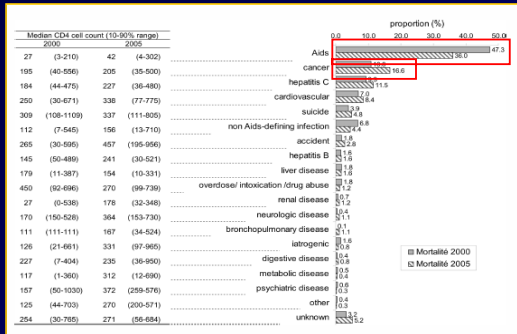 proportion (%)
Median CD4 cell count (10-90% range)
2000 2005
0.0 10.0 20.0 30.0 40.0 50.0
27 (3-210) 42 (4-302) Aids 47.3 36.0
195 (40-556) 205 (35-500) cancer 16.6
184 (44-475) 227 (36-480) hepatitis C 11.5
250 (30-671) 338 (77-775) cardiovascular 7.0 8.4
309 (108-1109) 337 (111-805) suicide 3.9 4.8
112 (7-545) 156 (13-710) non Aids-defining infection 6.8 4.4
265 (30-595) 457 (195-956) accident 1.8 2.8
145 (50-489) 241 (30-521) hepatitis B 1.6 1.6
179 (11-387) 154 (10-331) liver disease 1.8 1.6
450 (92-696) 270 (99-739) overdose/ intoxication /drug abuse 1.8 1.2
27 (0-538) 178 (32-348) renal disease 0.7 1.2
170 (150-528) 364 (153-730) neurologic disease 0.4 1.1
111 (111-111) 167 (34-524) bronchopulmonary disease 0.1 1.1
126 (21-661) 331 (97-965) iatrogenic 1.6 0.8
227 (7-404) 235 (36-950) digestive disease 0.4 0.8
117 (1-360) 312 (12-690) metabolic disease 0.5 0.4
157 (50-1030) 372 (259-576) psychiatric disease 0.6 0.3
125 (44-703) 270 (200-571) other 0.4 0.3
254 (30-765) 271 (56-684) unknown 3.2 5.2
Mortalité 2000
Mortalité 2005